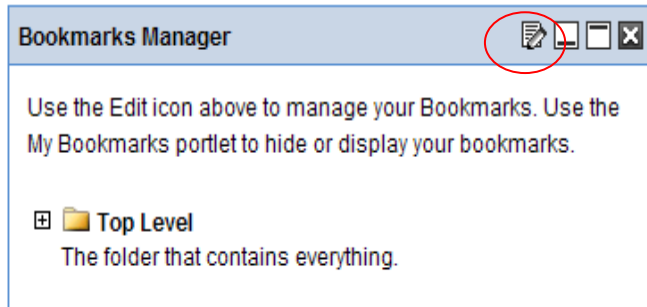 Bookmarks Manager
Use the Edit icon above to manage your Bookmarks. Use the
My Bookmarks portlet to hide or display your bookmarks.
Top Level
The folder that contains everything.